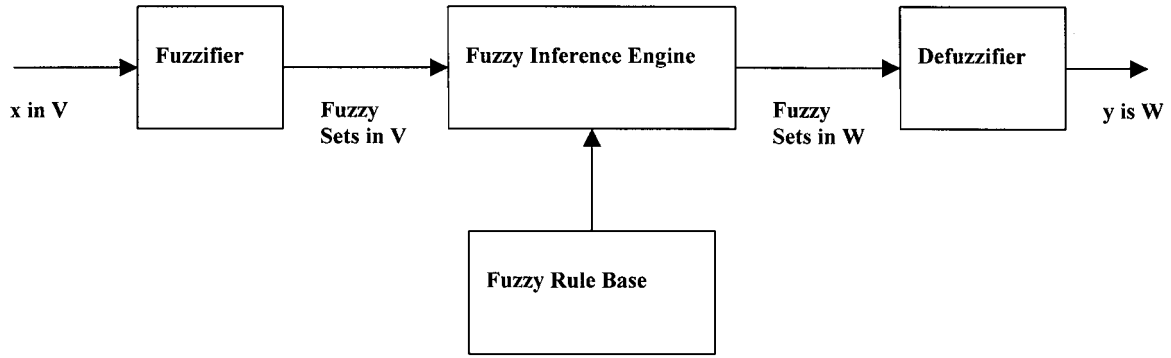 Fuzzifier
Fuzzy Inference Engine
Defuzzifier
x in V
Fuzzy
Sets in V
Fuzzy
Sets in W
y is W
Fuzzy Rule Base